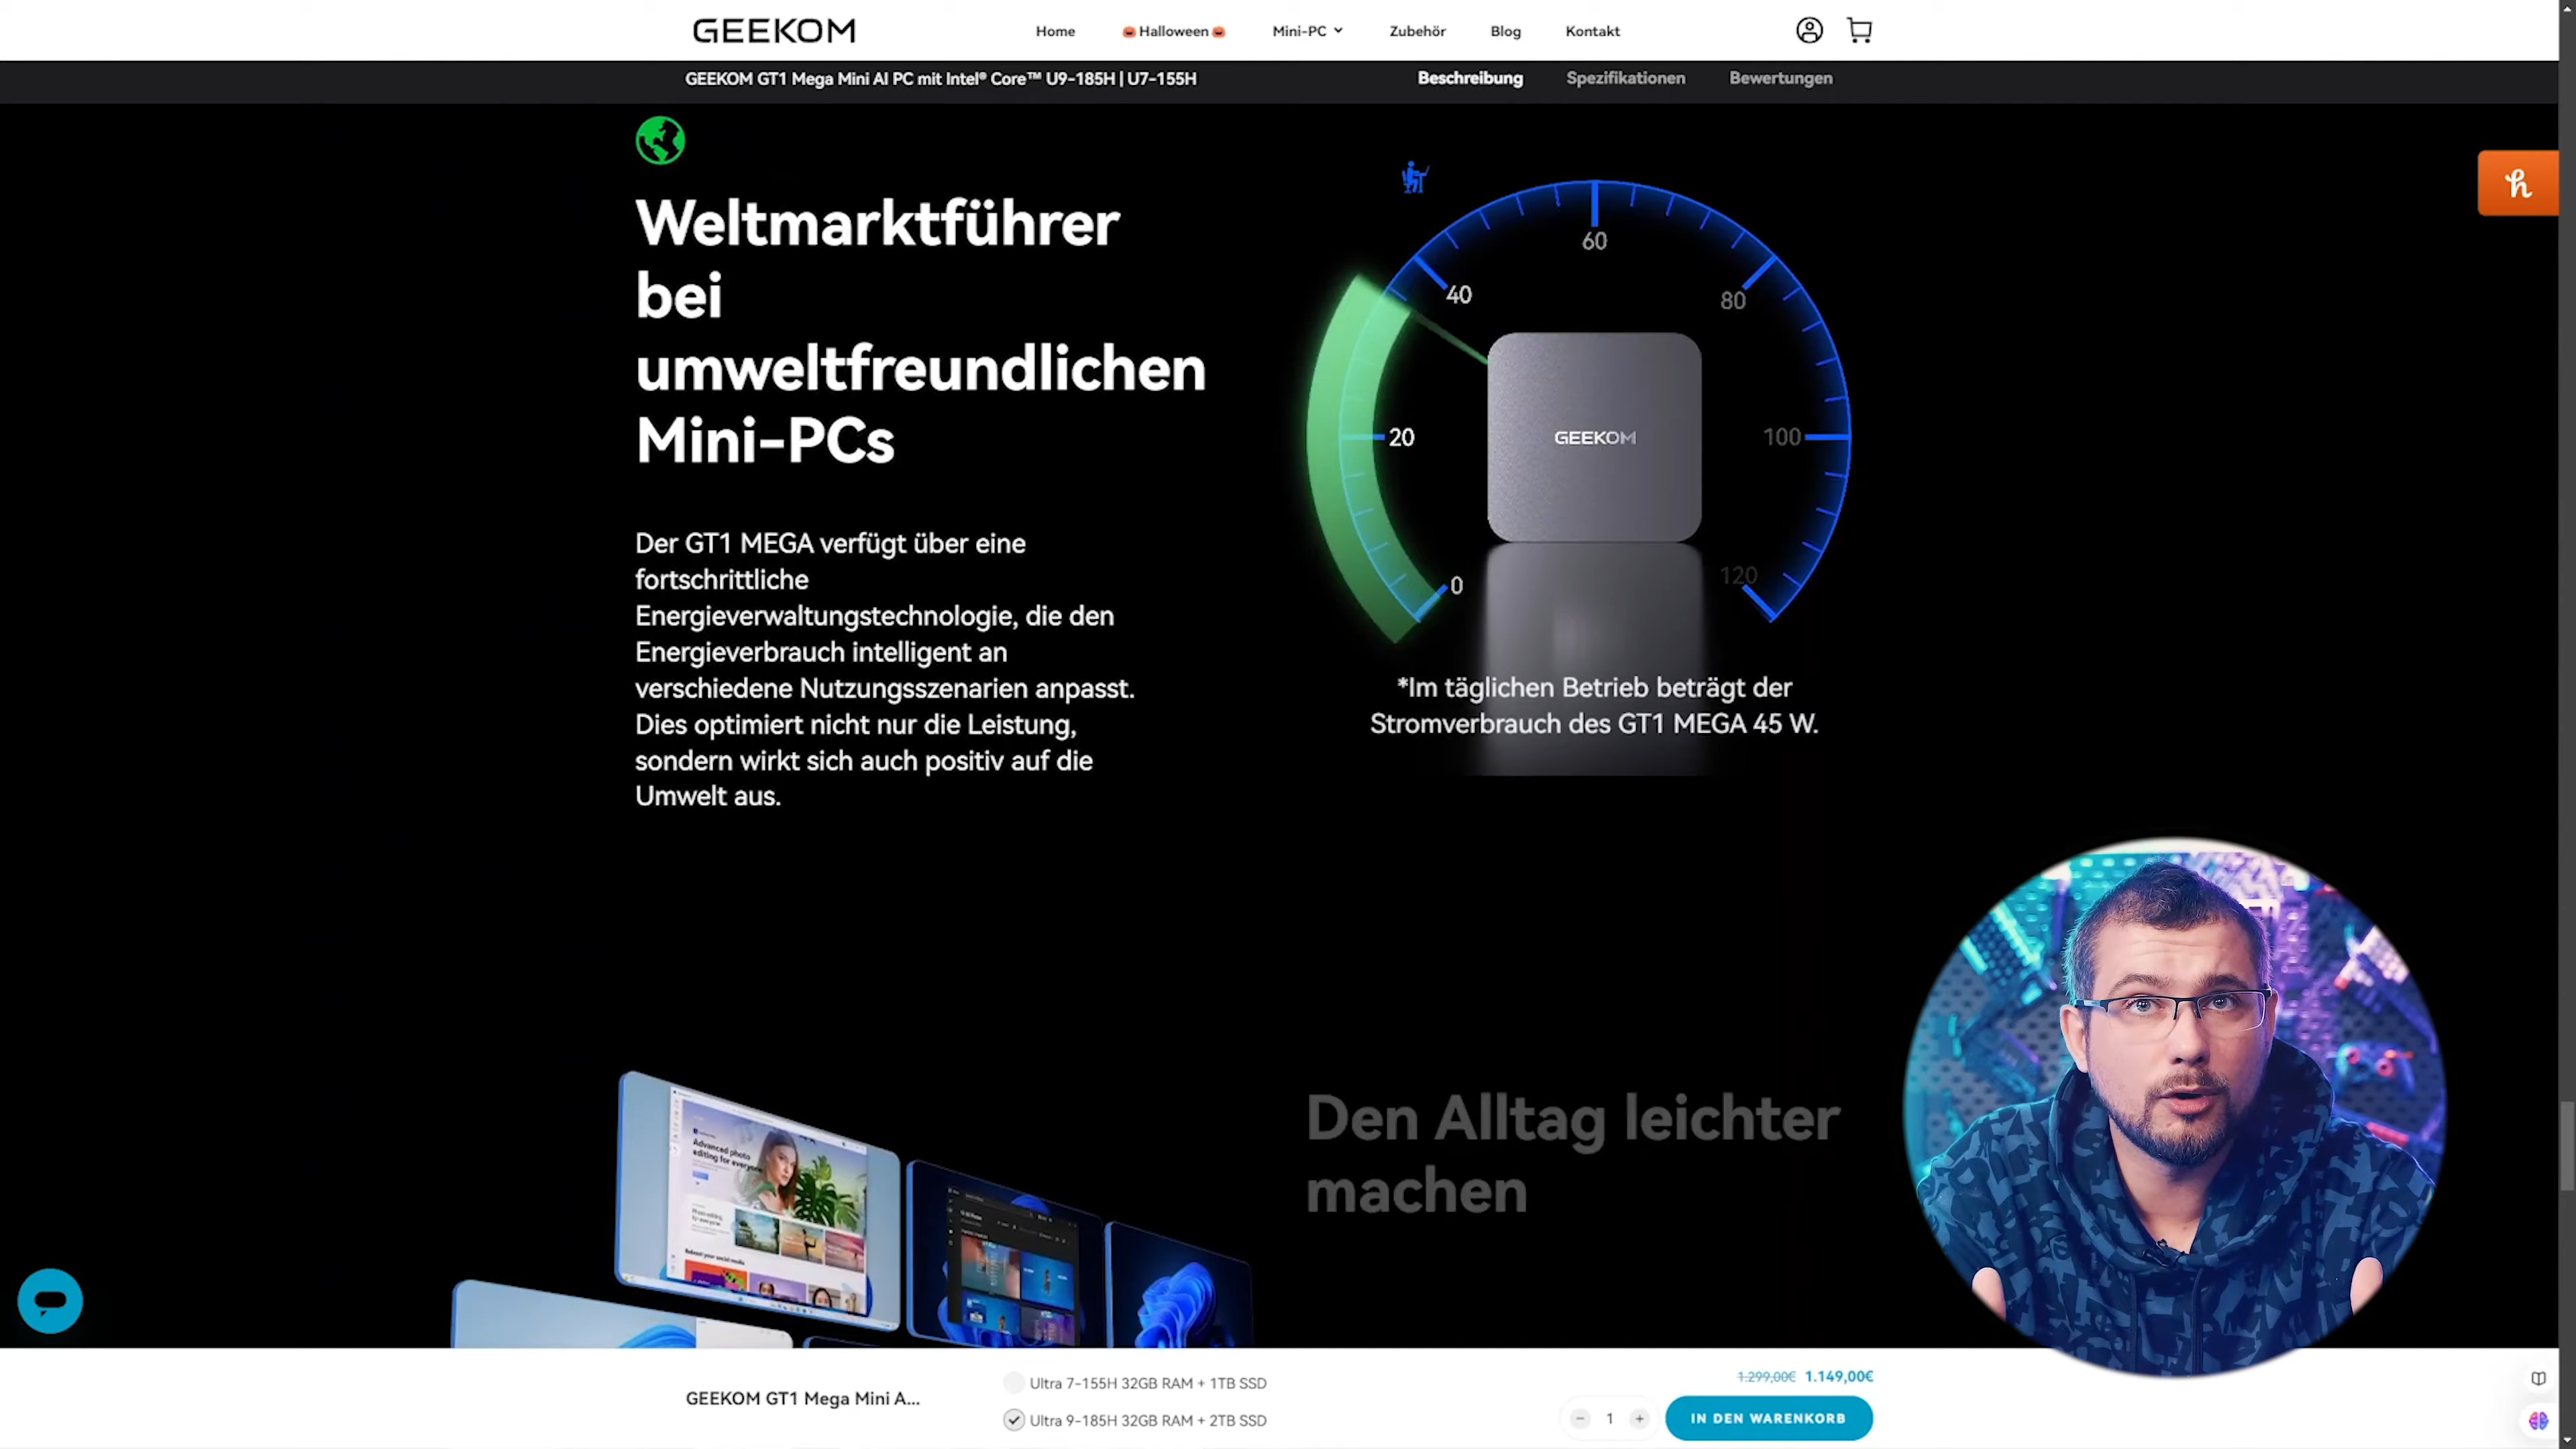 GEEKOM
Home
Halloween
Mini-PC
Zubehör
Blog
Kontakt
GEEKOM GT1 Mega Mini AI PC mit Intel® Core™ U9-185H | U7-155H
Beschreibung
Spezifikationen
Bewertungen
Weltmarktführer
bei
umweltfreundlichen
Mini-PCs
Der GT1 MEGA verfügt über eine
fortschrittliche
Energieverwaltungstechnologie, die den
Energieverbrauch intelligent an
verschiedene Nutzungsszenarien anpasst.
Dies optimiert nicht nur die Leistung,
sondern wirkt sich auch positiv auf die
Umwelt aus.
60
40
80
20
100
0
120
GEEKOM
*Im täglichen Betrieb beträgt der
Stromverbrauch des GT1 MEGA 45 W.
h
Advanced photo
editing for everyone
Den Alltag leichter
machen
GEEKOM GT1 Mega Mini A...
Ultra 7-155H 32GB RAM + 1TB SSD
Ultra 9-185H 32GB RAM + 2TB SSD
1.299,00€ 1.149,00€
− 1 +
IN DEN WARENKORB